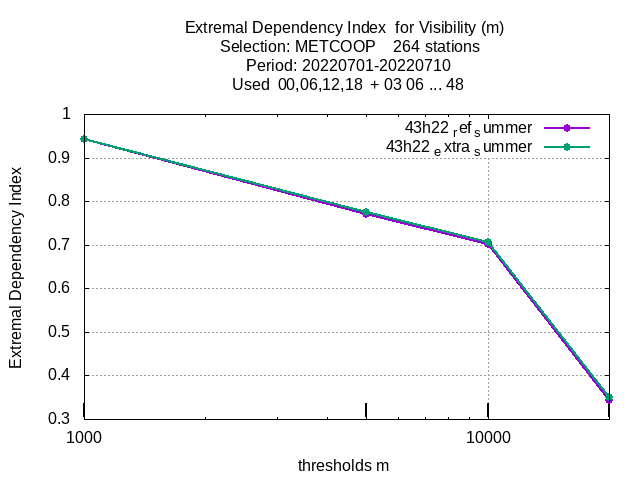 Extremal Dependency Index for Visibility (m)
Selection: METCOOP 264 stations
Period: 20220701-20220710
Used 00,06,12,18 + 03 06 ... 48
43h22 ref summer
43h22 extra summer
1
0.9
0.8
0.7
0.6
0.5
0.4
0.3
Extremal Dependency Index
1000
10000
thresholds m